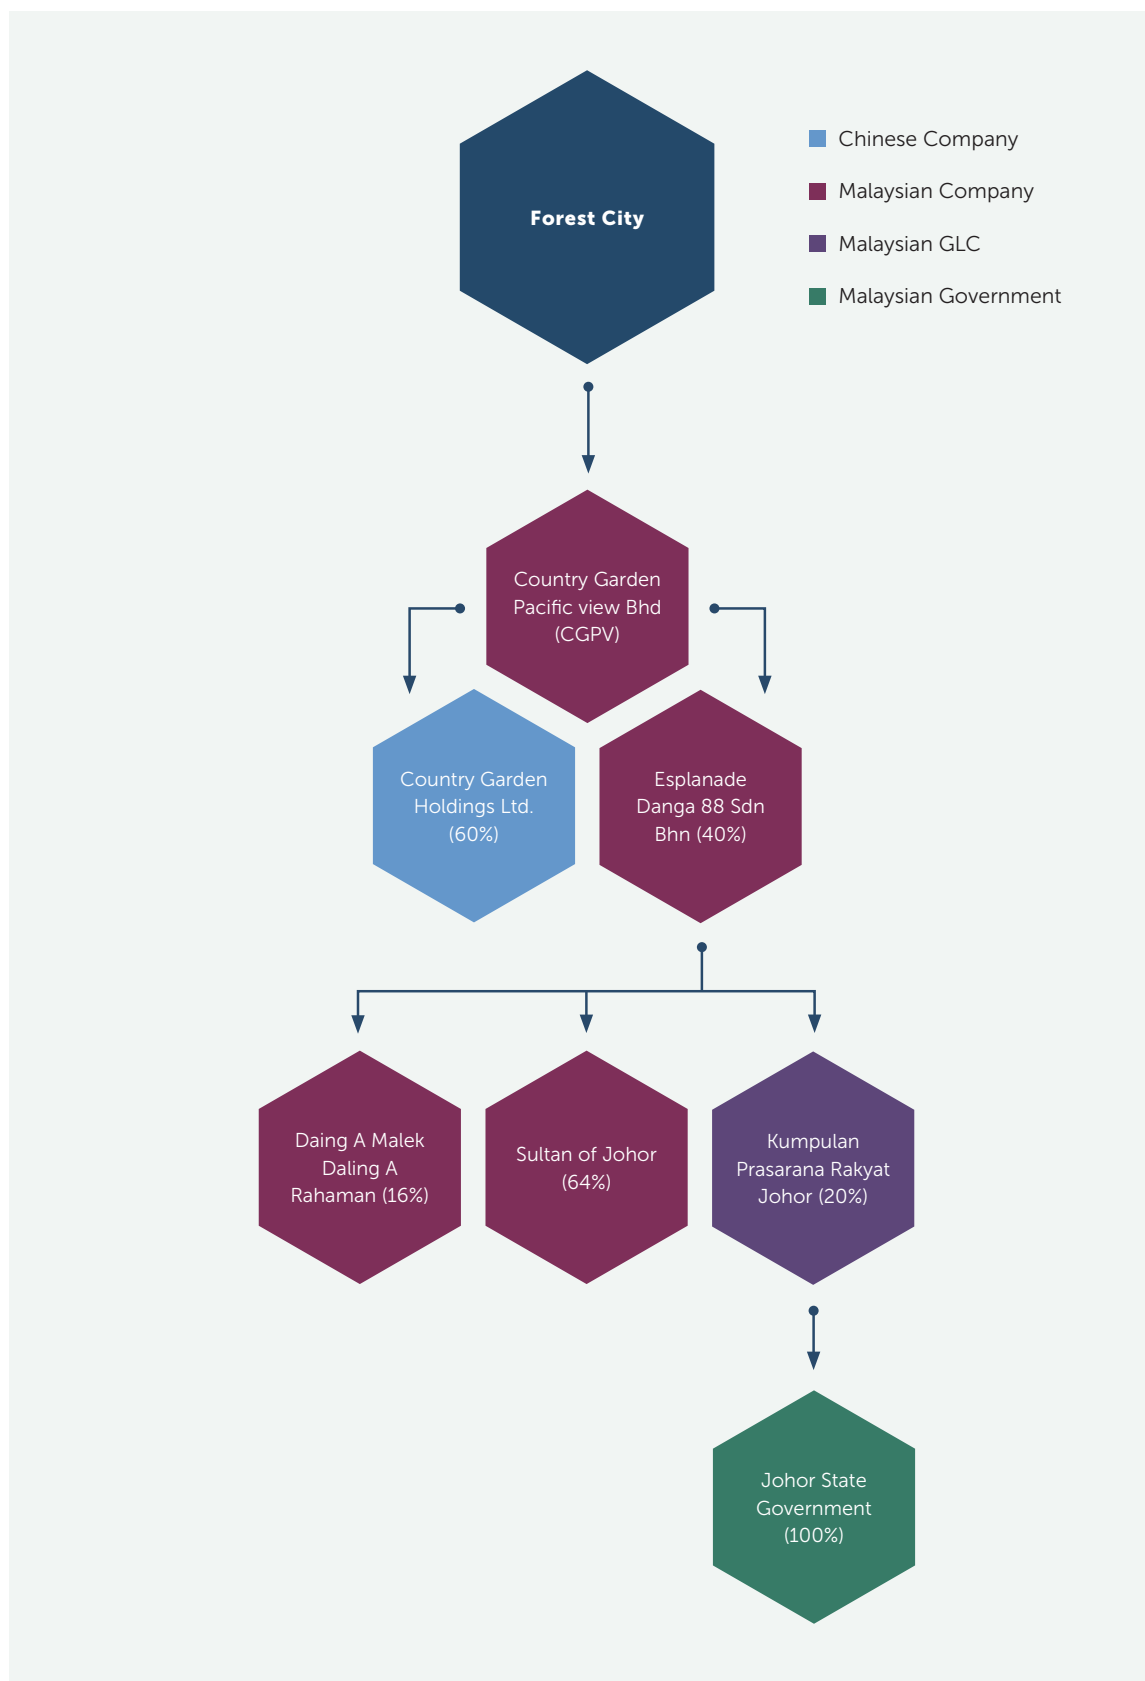 Forest City
Chinese Company
Malaysian Company
Malaysian GLC
Malaysian Government
Country Garden
Pacific view Bhd
(CGPV)
Country Garden
Holdings Ltd.
(60%)
Esplanade
Danga 88 Sdn
Bhn (40%)
Daing A Malek
Daling A
Rahaman (16%)
Sultan of Johor
(64%)
Kumpulan
Prasarana Rakyat
Johor (20%)
Johor State
Government
(100%)